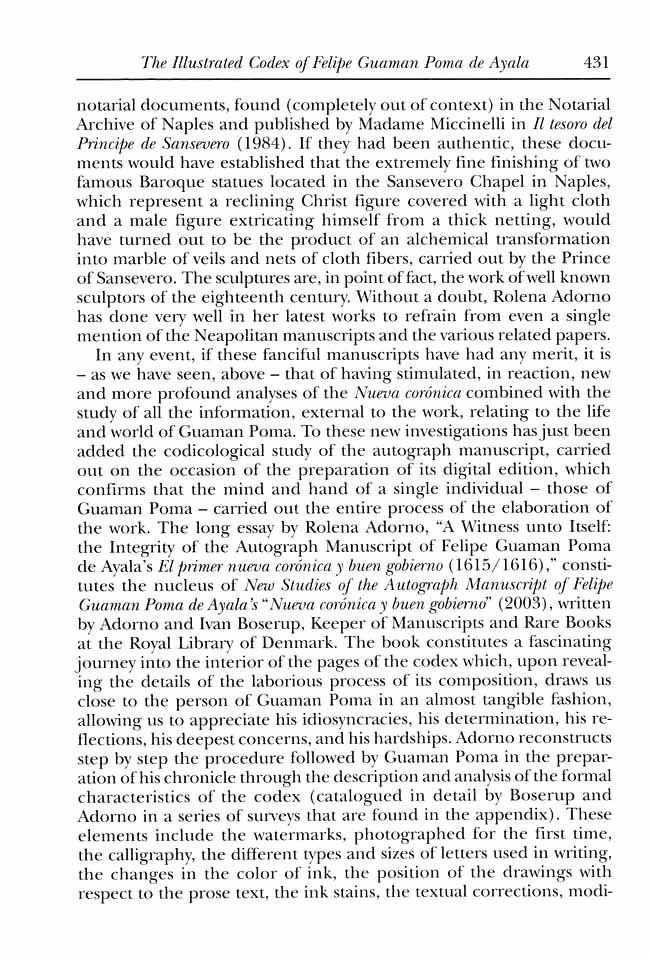 The Illustrated Codex of Felipe Guaman Poma de Ayala 431
notarial documents, found (completely out of context) in the Notarial
Archive of Naples and published by Madame Miccinelli in Il tesoro del
Principe de Sansevero (1984). If they had been authentic, these docu-
ments would have established that the extremely fine finishing of two
famous Baroque statues located in the Sansevero Chapel in Naples,
which represent a reclining Christ figure covered with a light cloth
and a male figure extricating himself from a thick netting, would
have turned out to be the product of an alchemical transformation
into marble of veils and nets of cloth fibers, carried out by the Prince
of Sansevero. The sculptures are, in point of fact, the work of well known
sculptors of the eighteenth century. Without a doubt, Rolena Adorno
has done very well in her latest works to refrain from even a single
mention of the Neapolitan manuscripts and the various related papers.
In any event, if these fanciful manuscripts have had any merit, it is
– as we have seen, above – that of having stimulated, in reaction, new
and more profound analyses of the Nueva corónica combined with the
study of all the information, external to the work, relating to the life
and world of Guaman Poma. To these new investigations has just been
added the codicological study of the autograph manuscript, carried
out on the occasion of the preparation of its digital edition, which
confirms that the mind and hand of a single individual – those of
Guaman Poma – carried out the entire process of the elaboration of
the work. The long essay by Rolena Adorno, “A Witness unto Itself:
the Integrity of the Autograph Manuscript of Felipe Guaman Poma
de Ayala’s El primer nueva corónica y buen gobierno (1615/1616),” consti-
tutes the nucleus of New Studies of the Autograph Manuscript of Felipe
Guaman Poma de Ayala’s “Nueva corónica y buen gobierno” (2003), written
by Adorno and Ivan Boserup, Keeper of Manuscripts and Rare Books
at the Royal Library of Denmark. The book constitutes a fascinating
journey into the interior of the pages of the codex which, upon reveal-
ing the details of the laborious process of its composition, draws us
close to the person of Guaman Poma in an almost tangible fashion,
allowing us to appreciate his idiosyncracies, his determination, his re-
flections, his deepest concerns, and his hardships. Adorno reconstructs
step by step the procedure followed by Guaman Poma in the prepar-
ation of his chronicle through the description and analysis of the formal
characteristics of the codex (catalogued in detail by Boserup and
Adorno in a series of surveys that are found in the appendix). These
elements include the watermarks, photographed for the first time,
the calligraphy, the different types and sizes of letters used in writing,
the changes in the color of ink, the position of the drawings with
respect to the prose text, the ink stains, the textual corrections, modi-